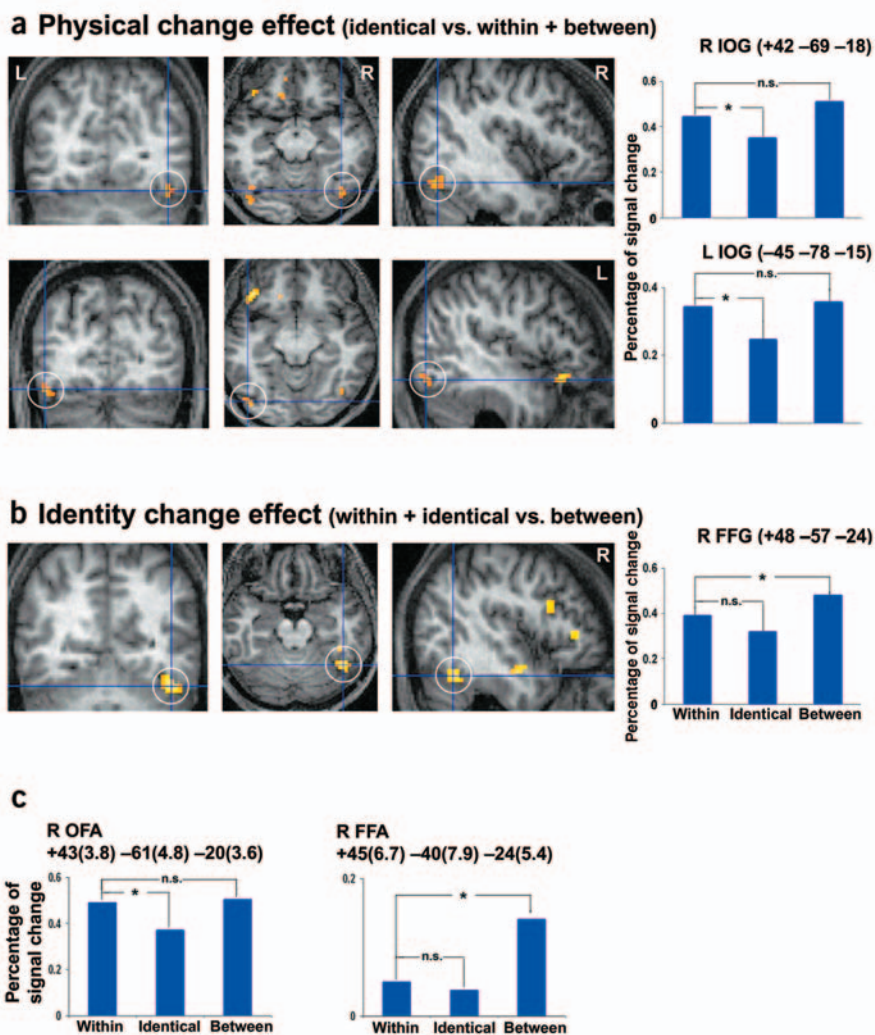 a Physical change effect (identical vs. within + between)
L
R
R
R IOG (+42 –69 –18)
Percentage of signal change
0.6
0.4
0.2
0
n.s.
*
L
L IOG (–45 –78 –15)
0.4
0.2
0
n.s.
*
b Identity change effect (within + identical vs. between)
R
R FFG (+48 –57 –24)
Percentage of signal change
0.6
0.4
0.2
0
*
n.s.
Within Identical Between
c
R OFA
+43(3.8) –61(4.8) –20(3.6)
Percentage of
signal change
0.6
0.4
0.2
0
n.s.
*
Within Identical Between
R FFA
+45(6.7) –40(7.9) –24(5.4)
0.2
0
*
n.s.
Within Identical Between